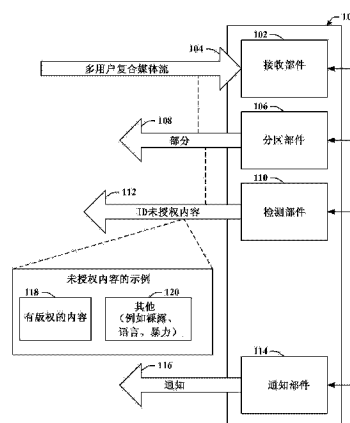 104
102
多用户复合媒体流
接收部件
108
106
部分
分区部件
112
110
ID未授权内容
检测部件
未授权内容的示例
118
有版权的内容
120
其他
(例如裸露、
语言、暴力)
116
114
通知
通知部件